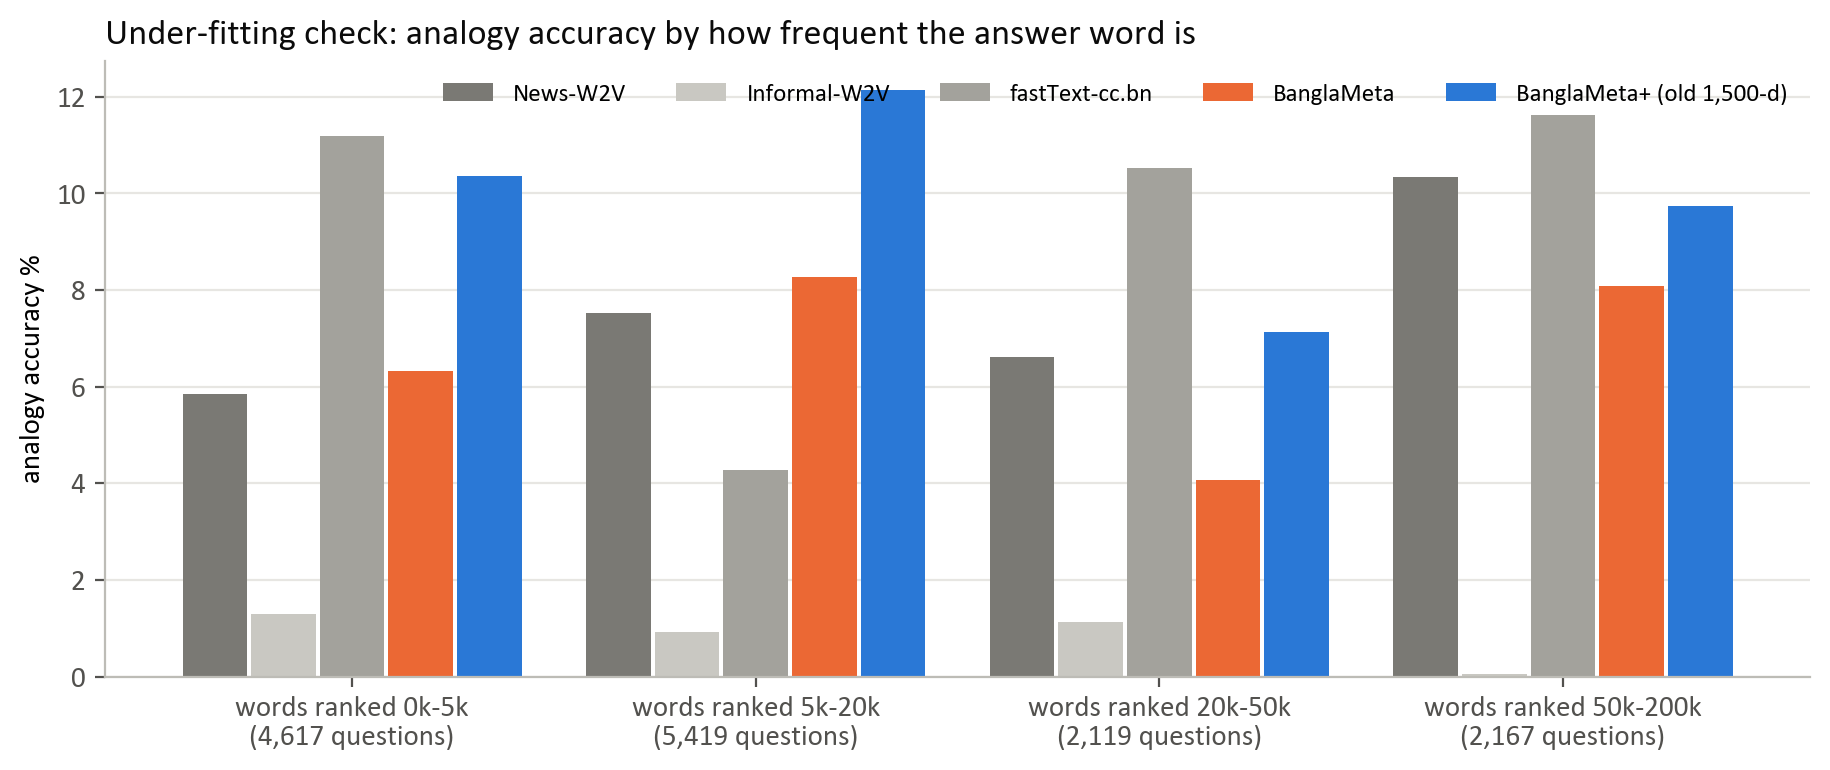 Under-fitting check: analogy accuracy by how frequent the answer word is
News-W2V Informal-W2V fastText-cc.bn BanglaMeta BanglaMeta+ (old 1,500-d)
analogy accuracy %
12
10
8
6
4
2
0
words ranked 0k-5k words ranked 5k-20k words ranked 20k-50k words ranked 50k-200k
(4,617 questions) (5,419 questions) (2,119 questions) (2,167 questions)